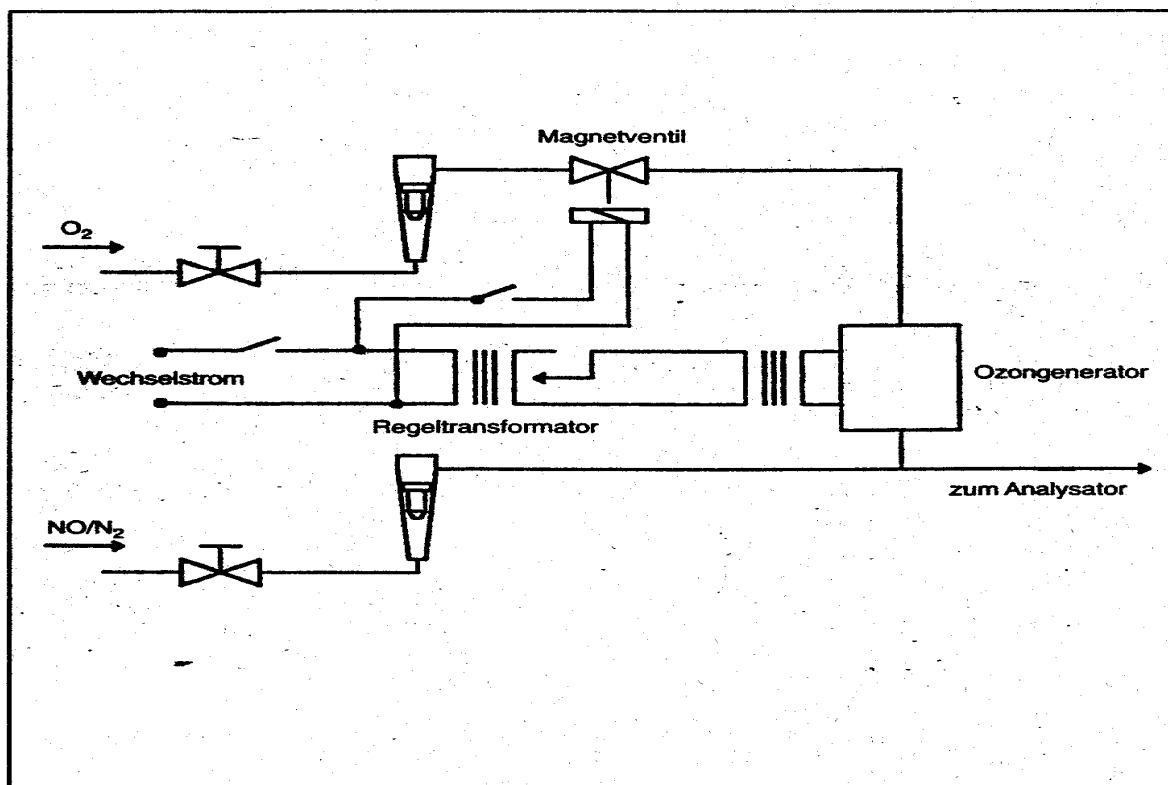 Magnetventil
O₂
Wechselstrom
Ozongenerator
Regeltransformator
zum Analysator
NO/N₂